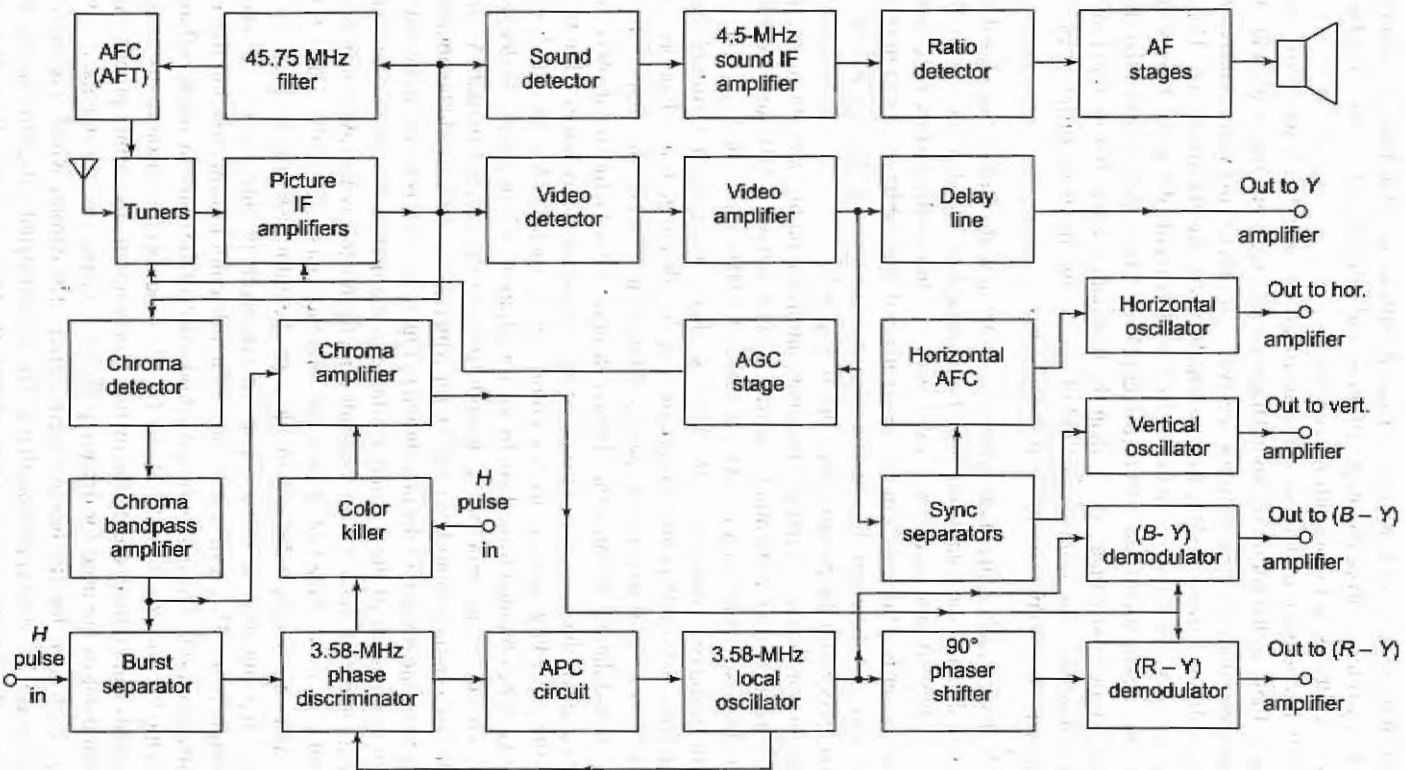 AFC
(AFT)
45.75 MHz
filter
Sound
detector
4.5-MHz
sound IF
amplifier
Ratio
detector
AF
stages
Tuners
Picture
IF
amplifiers
Video
detector
Video
amplifier
Delay
line
Out to Y
amplifier
Chroma
detector
Chroma
amplifier
AGC
stage
Horizontal
AFC
Horizontal
oscillator
Out to hor.
amplifier
Vertical
oscillator
Out to vert.
amplifier
Chroma
bandpass
amplifier
Color
killer
H
pulse
in
Sync
separators
(B- Y)
demodulator
Out to (B – Y)
amplifier
H
pulse
in
Burst
separator
3.58-MHz
phase
discriminator
APC
circuit
3.58-MHz
local
oscillator
90°
phaser
shifter
(R – Y)
demodulator
Out to (R – Y)
amplifier